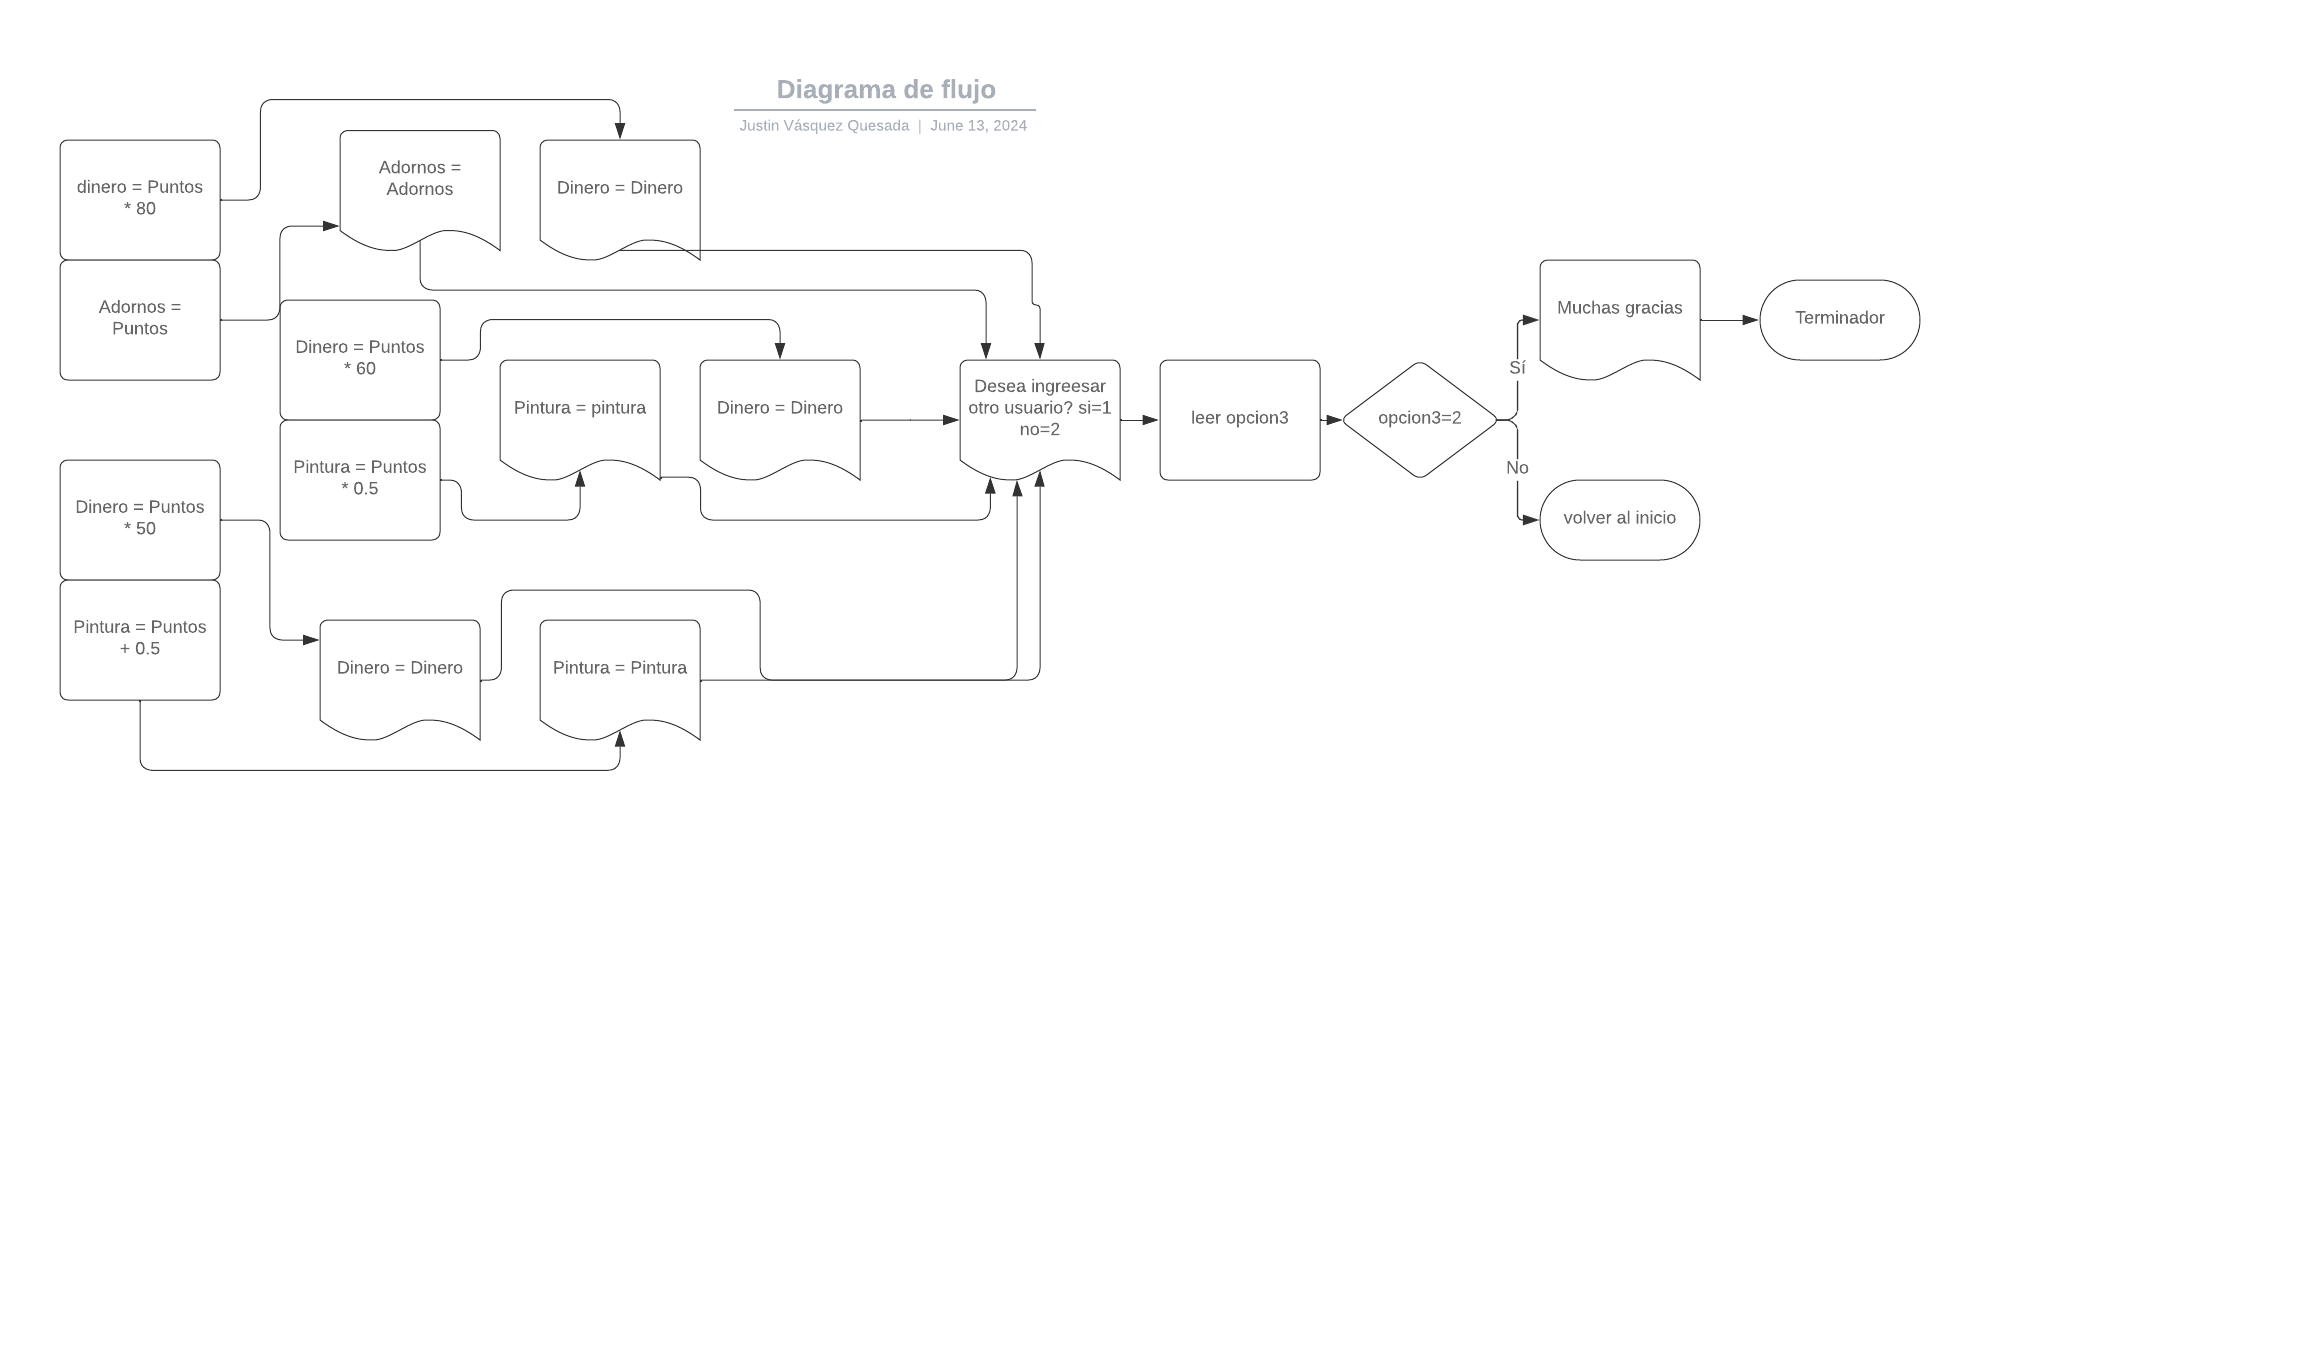 Diagrama de flujo
Justin Vásquez Quesada | June 13, 2024
dinero = Puntos
* 80
Adornos =
Adornos
Dinero = Dinero
Adornos =
Puntos
Dinero = Puntos
* 60
Pintura = pintura
Dinero = Dinero
Desea ingreesar
otro usuario? si=1
no=2
leer opcion3
opcion3=2
Sí
Muchas gracias
Terminador
No
volver al inicio
Pintura = Puntos
* 0.5
Dinero = Puntos
* 50
Pintura = Puntos
+ 0.5
Dinero = Dinero
Pintura = Pintura